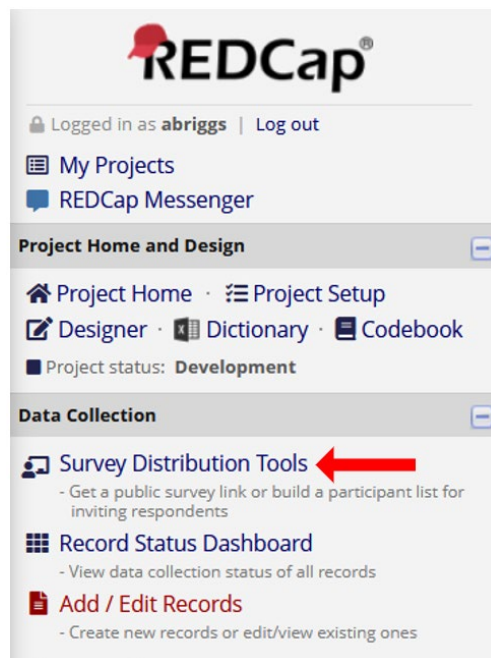 REDCap®
Logged in as abriggs | Log out
My Projects
REDCap Messenger
Project Home and Design
Project Home · Project Setup
Designer · Dictionary · Codebook
Project status: Development
Data Collection
Survey Distribution Tools
- Get a public survey link or build a participant list for
inviting respondents
Record Status Dashboard
- View data collection status of all records
Add / Edit Records
- Create new records or edit/view existing ones